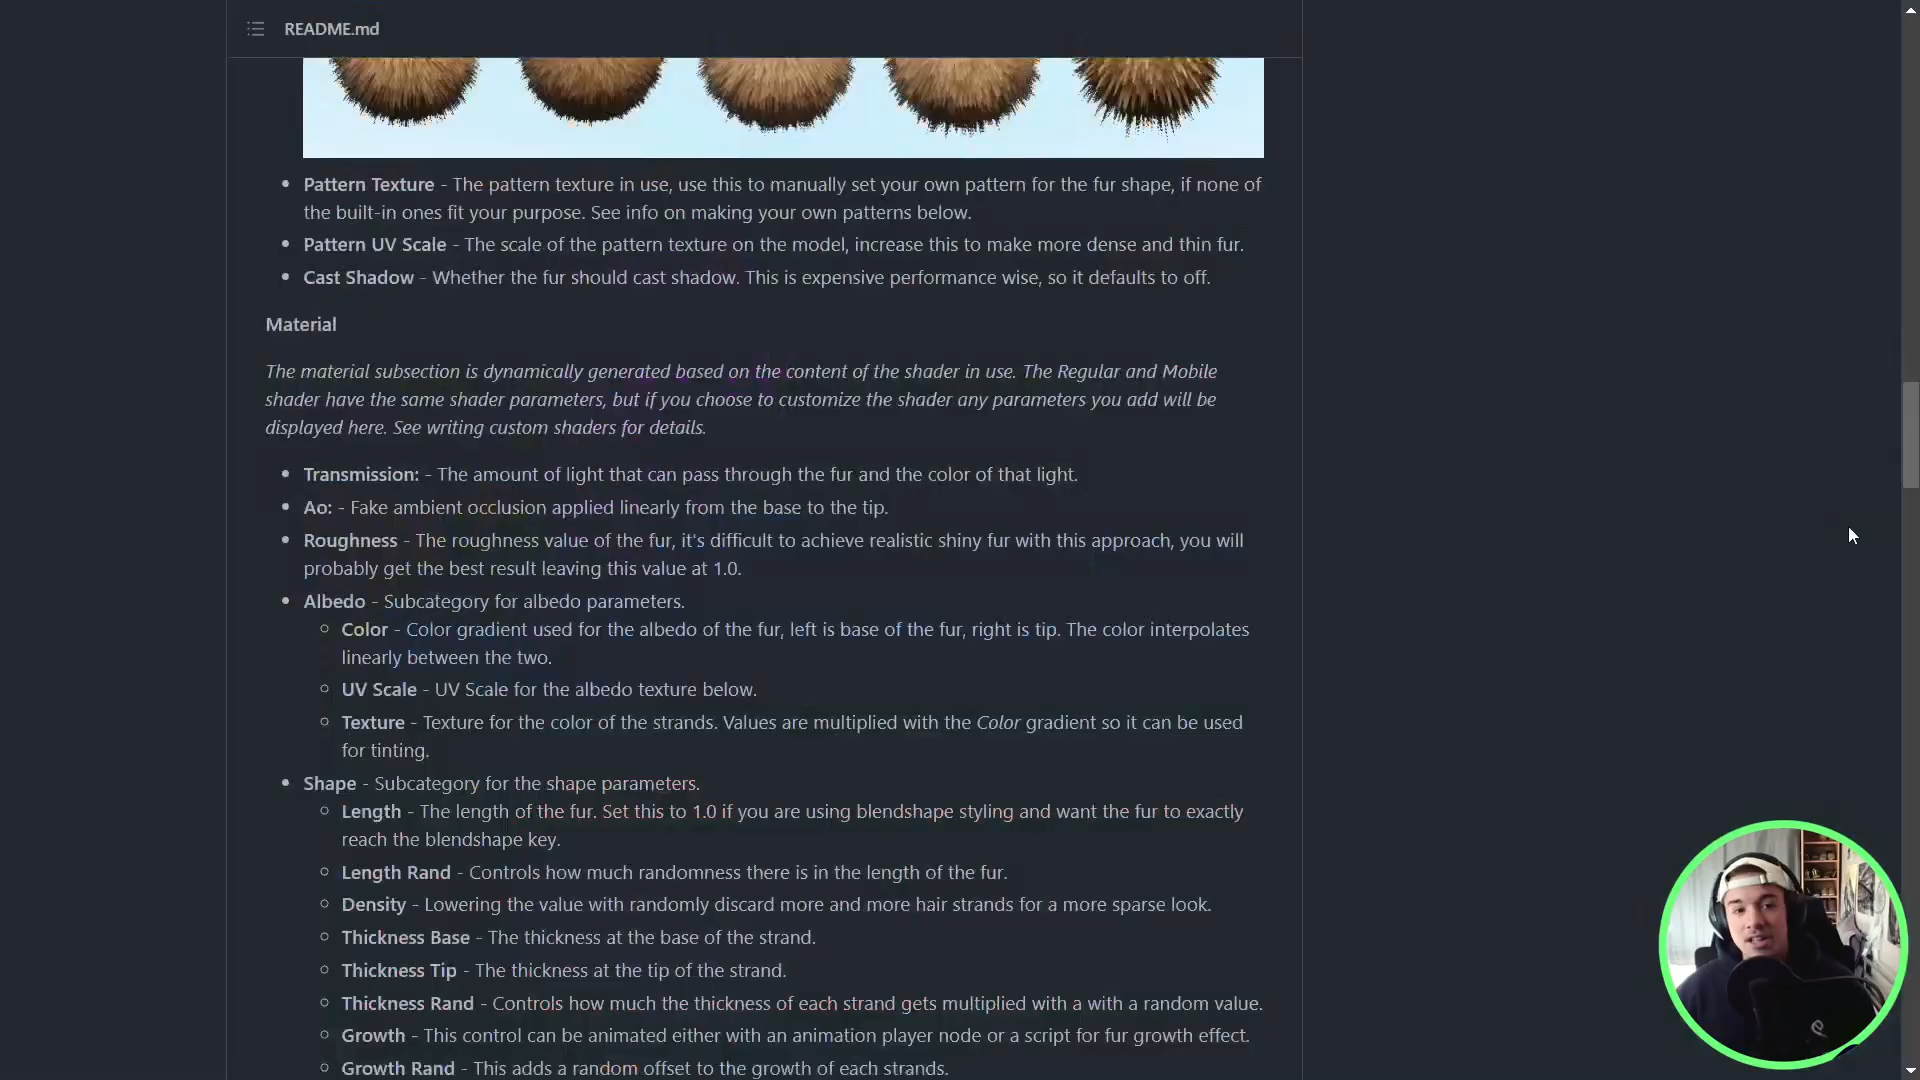 README.md
• Pattern Texture - The pattern texture in use, use this to manually set your own pattern for the fur shape, if none of
the built-in ones fit your purpose. See info on making your own patterns below.
• Pattern UV Scale - The scale of the pattern texture on the model, increase this to make more dense and thin fur.
• Cast Shadow - Whether the fur should cast shadow. This is expensive performance wise, so it defaults to off.
Material
The material subsection is dynamically generated based on the content of the shader in use. The Regular and Mobile
shader have the same shader parameters, but if you choose to customize the shader any parameters you add will be
displayed here. See writing custom shaders for details.
• Transmission: - The amount of light that can pass through the fur and the color of that light.
• Ao: - Fake ambient occlusion applied linearly from the base to the tip.
• Roughness - The roughness value of the fur, it's difficult to achieve realistic shiny fur with this approach, you will
probably get the best result leaving this value at 1.0.
• Albedo - Subcategory for albedo parameters.
◦ Color - Color gradient used for the albedo of the fur, left is base of the fur, right is tip. The color interpolates
linearly between the two.
◦ UV Scale - UV Scale for the albedo texture below.
◦ Texture - Texture for the color of the strands. Values are multiplied with the Color gradient so it can be used
for tinting.
• Shape - Subcategory for the shape parameters.
◦ Length - The length of the fur. Set this to 1.0 if you are using blendshape styling and want the fur to exactly
reach the blendshape key.
◦ Length Rand - Controls how much randomness there is in the length of the fur.
◦ Density - Lowering the value with randomly discard more and more hair strands for a more sparse look.
◦ Thickness Base - The thickness at the base of the strand.
◦ Thickness Tip - The thickness at the tip of the strand.
◦ Thickness Rand - Controls how much the thickness of each strand gets multiplied with a with a random value.
◦ Growth - This control can be animated either with an animation player node or a script for fur growth effect.
◦ Growth Rand - This adds a random offset to the growth of each strands.